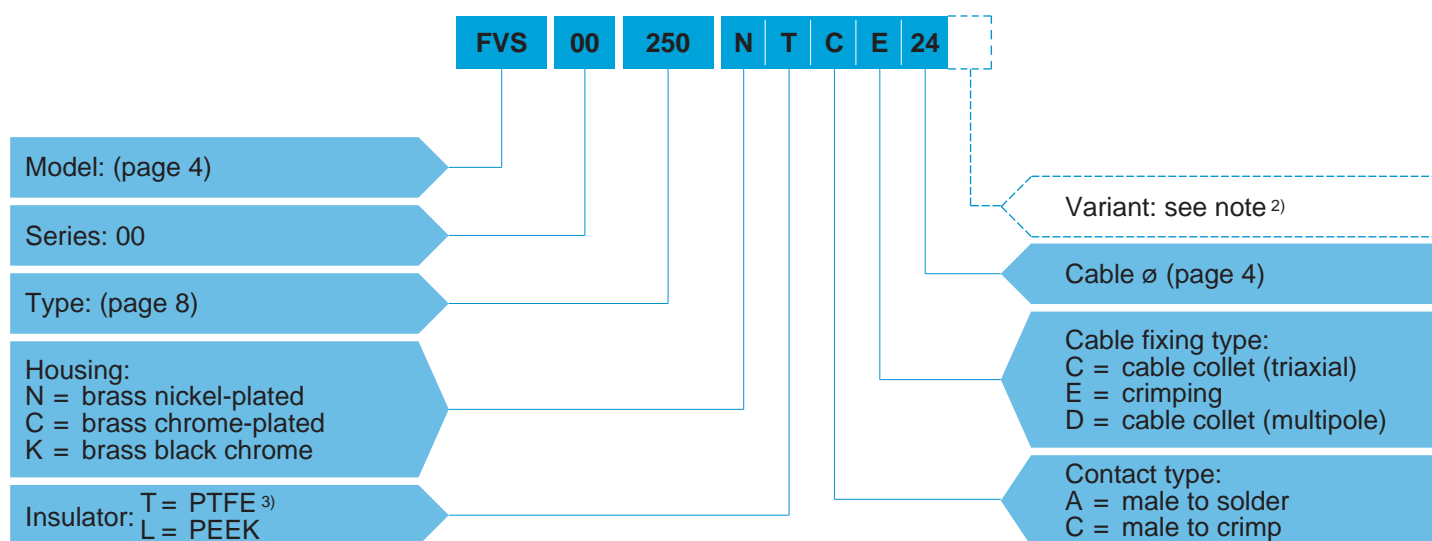 FVS 00 250 N T C E 24
Model: (page 4)
Series: 00
Type: (page 8)
Housing:
N = brass nickel-plated
C = brass chrome-plated
K = brass black chrome
Insulator: T = PTFE 3)
L = PEEK
Variant: see note 2)
Cable ø (page 4)
Cable fixing type:
C = cable collet (triaxial)
E = crimping
D = cable collet (multipole)
Contact type:
A = male to solder
C = male to crimp